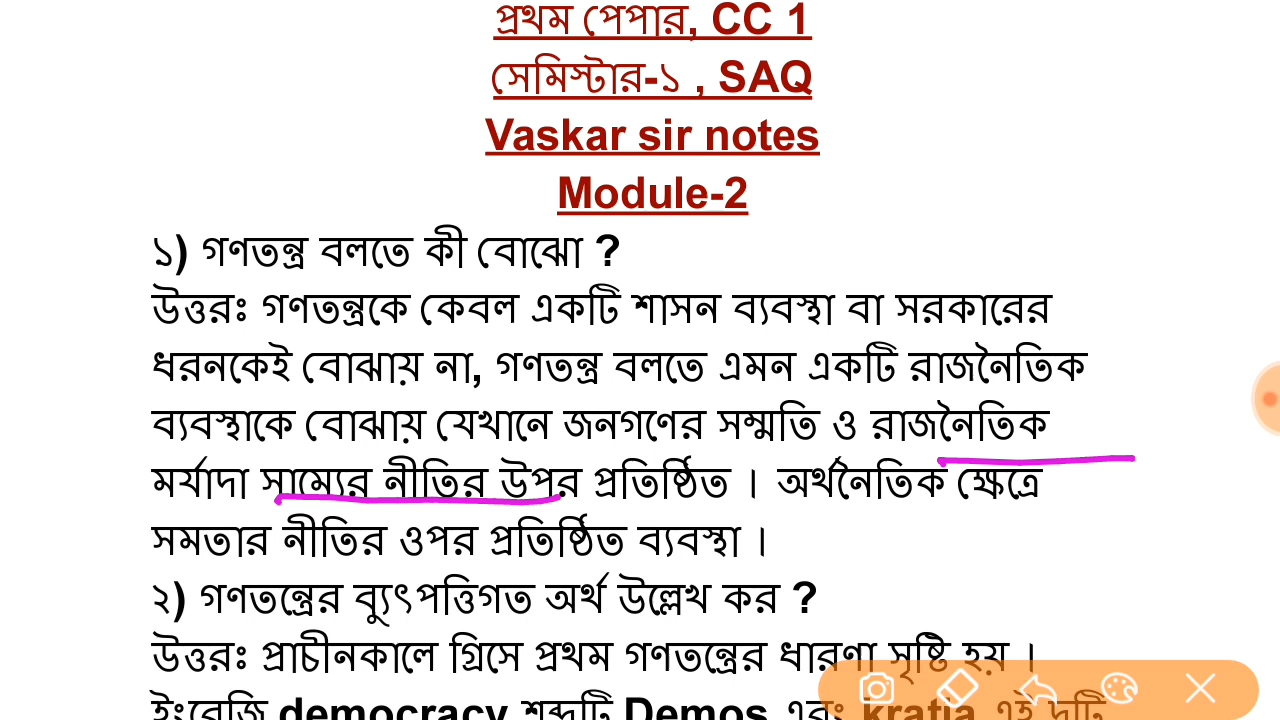 প্রথম পেপার, CC 1
সেমিস্টার-১ , SAQ
Vaskar sir notes
Module-2
১) গণতন্ত্র বলতে কী বোঝো ?
উত্তরঃ গণতন্ত্রকে কেবল একটি শাসন ব্যবস্থা বা সরকারের
ধরনকেই বোঝায় না, গণতন্ত্র বলতে এমন একটি রাজনৈতিক
ব্যবস্থাকে বোঝায় যেখানে জনগণের সম্মতি ও রাজনৈতিক
মর্যাদা সাম্যের নীতির উপর প্রতিষ্ঠিত । অর্থনৈতিক ক্ষেত্রে
সমতার নীতির ওপর প্রতিষ্ঠিত ব্যবস্থা ।
২) গণতন্ত্রের ব্যুৎপত্তিগত অর্থ উল্লেখ কর ?
উত্তরঃ প্রাচীনকালে গ্রিসে প্রথম গণতন্ত্রের ধারণা সৃষ্টি হয় ।
ইংরেজি democracy শব্দটি Demos এবং kratia এই দুটি